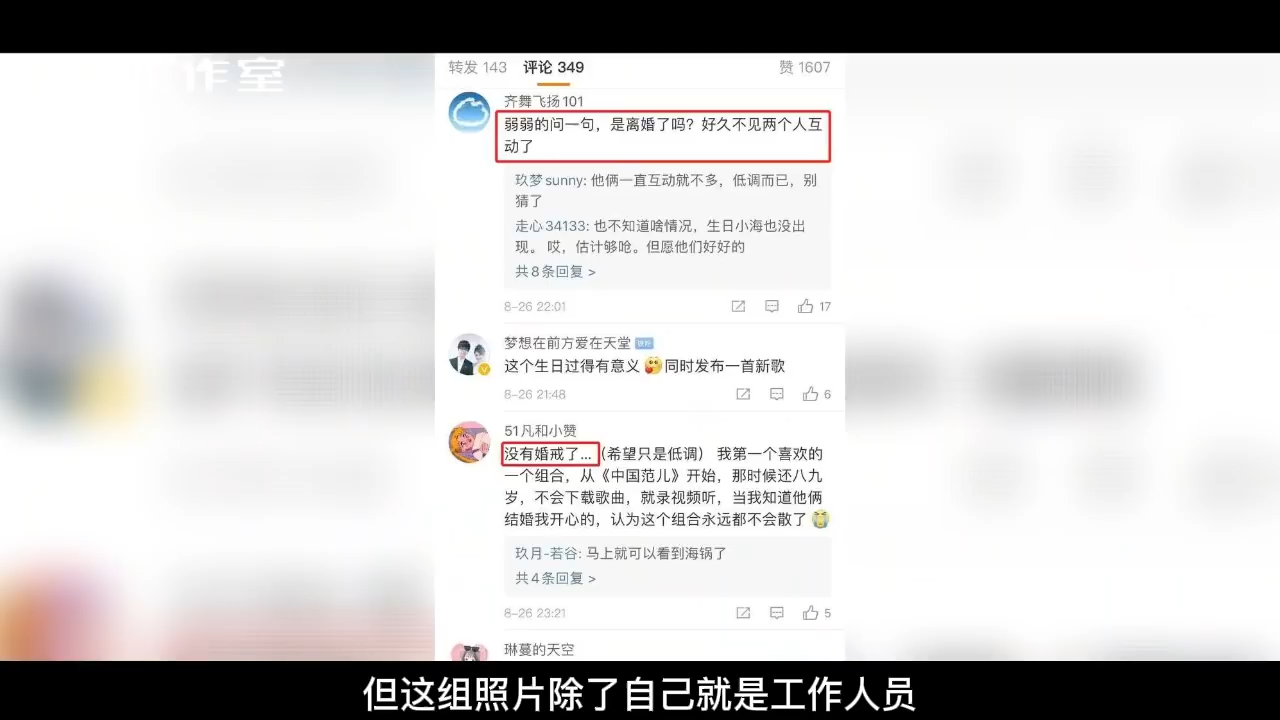 作室
转发 143 评论 349 赞 1607
齐舞飞扬101
弱弱的问一句，是离婚了吗？好久不见两个人互
动了
玖梦sunny: 他俩一直互动就不多，低调而已，别
猜了
走心34133: 也不知道啥情况，生日小海也没出
现。哎，估计够呛。但愿他们好好的
共8条回复 >
8-26 22:01 17
梦想在前方爱在天堂
这个生日过得有意义 同时发布一首新歌
8-26 21:48 6
51凡和小赞
没有婚戒了...（希望只是低调） 我第一个喜欢的
一个组合，从《中国范儿》开始，那时候还八九
岁，不会下载歌曲，就录视频听，当我知道他俩
结婚我开心的，认为这个组合永远都不会散了
玖月-若谷: 马上就可以看到海锅了
共4条回复 >
8-26 23:21 5
琳蔓的天空
但这组照片除了自己就是工作人员